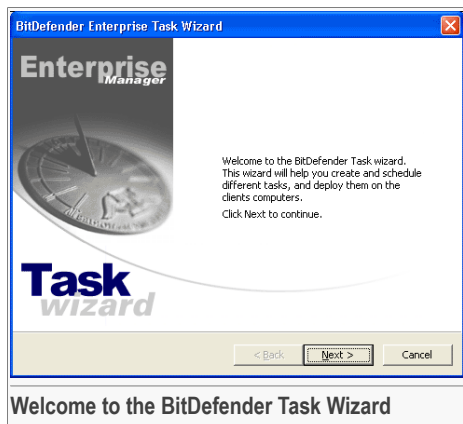 BitDefender Enterprise Task Wizard
Enterprise
Manager
Welcome to the BitDefender Task wizard.
This wizard will help you create and schedule
different tasks, and deploy them on the
clients computers.
Click Next to continue.
Task
wizard
< Back
Next >
Cancel
Welcome to the BitDefender Task Wizard